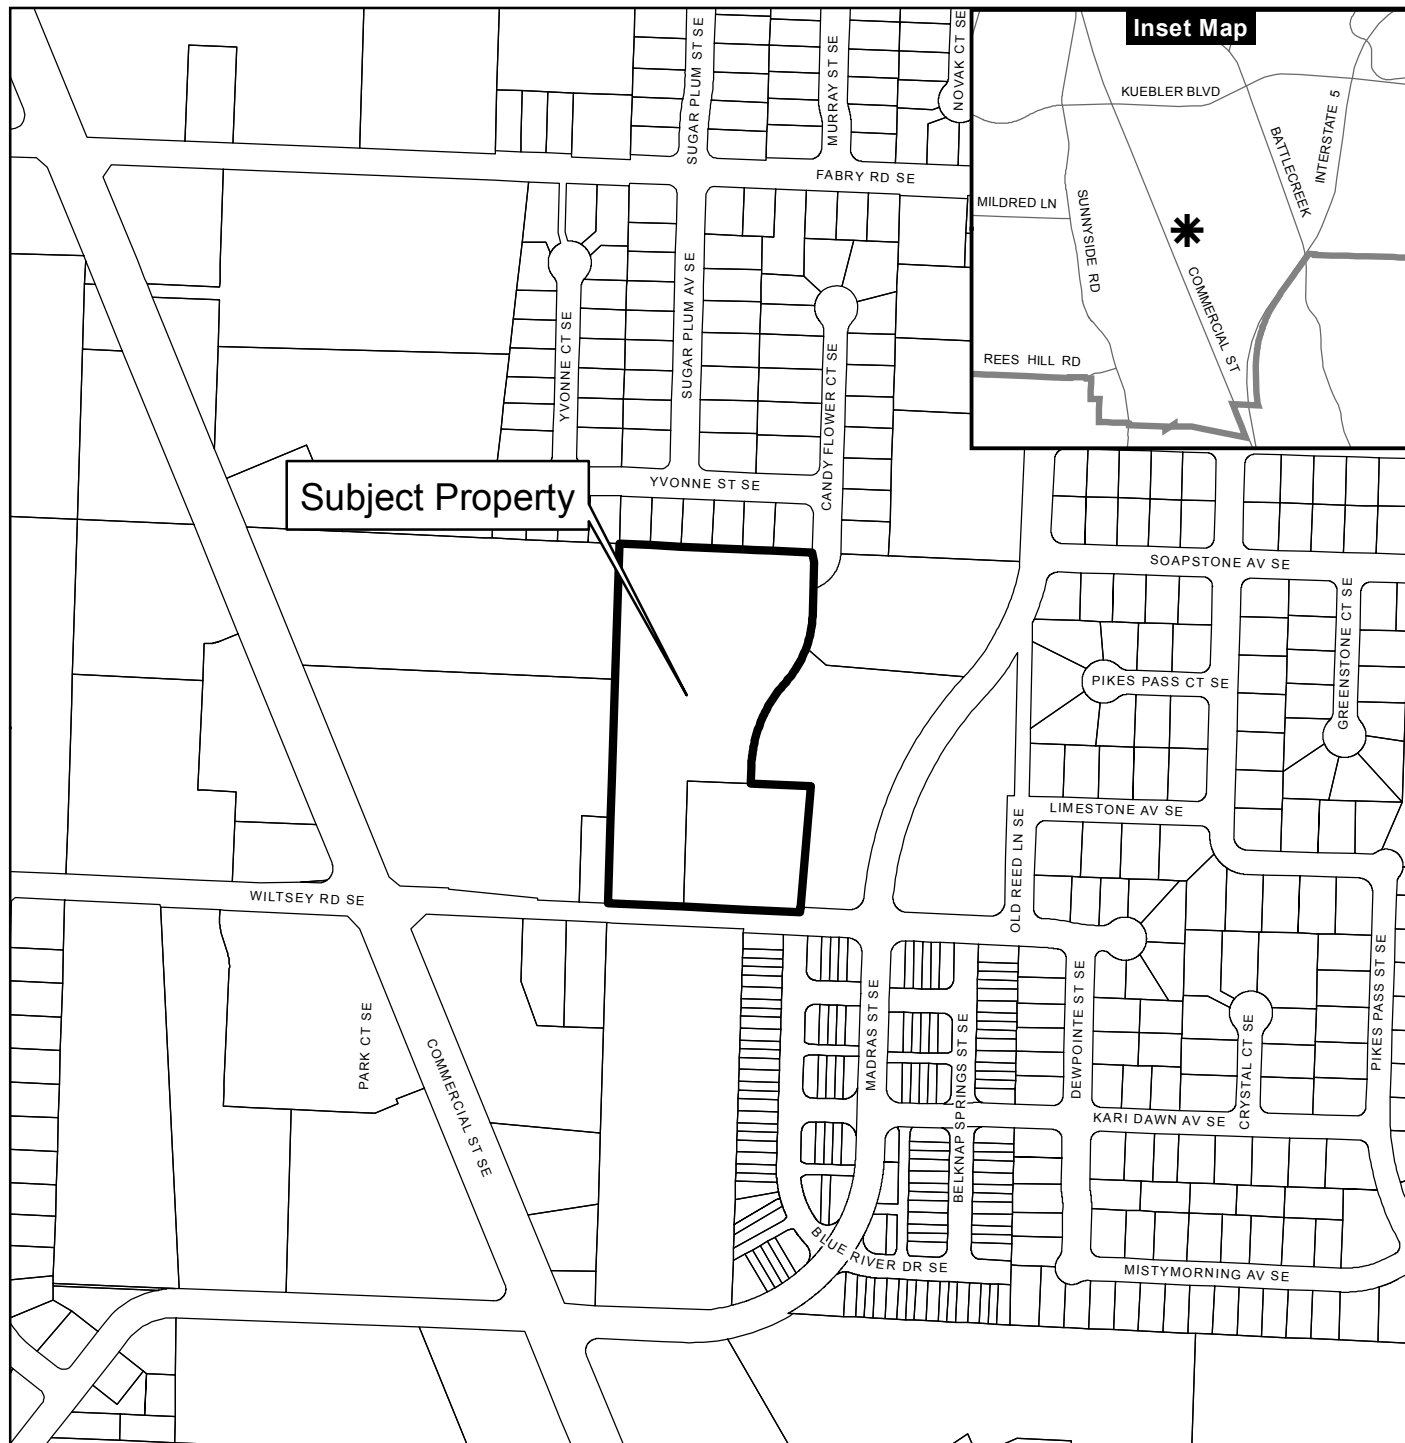 Inset Map
KUEBLER BLVD
INTERSTATE 5
BATTLECREEK
MILDRED LN
SUNNYSIDE RD
COMMERCIAL ST
REES HILL RD
SUGAR PLUM ST SE
MURRAY ST SE
NOVAK CT SE
FABRY RD SE
YVONNE CT SE
SUGAR PLUM AV SE
CANDY FLOWER CT SE
YVONNE ST SE
Subject Property
SOAPSTONE AV SE
GREENSTONE CT SE
PIKES PASS CT SE
LIMESTONE AV SE
OLD REED LN SE
WILTSEY RD SE
PARK CT SE
COMMERCIAL ST SE
MADRAS ST SE
BELKNAP SPRINGS ST SE
DEWPOINTE ST SE
CRYSTAL CT SE
PIKES PASS ST SE
KARI DAWN AV SE
BLUE RIVER DR SE
MISTYMORNING AV SE